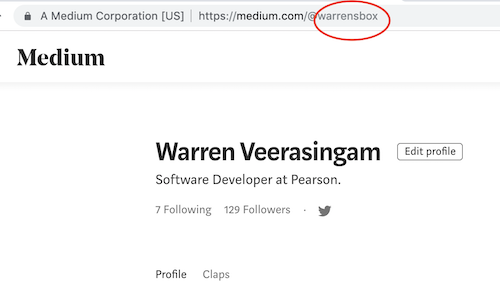 A Medium Corporation [US] | https://medium.com/@warrensbox
Medium
Warren Veerasingam Edit profile
Software Developer at Pearson.
7 Following 129 Followers ·
Profile Claps